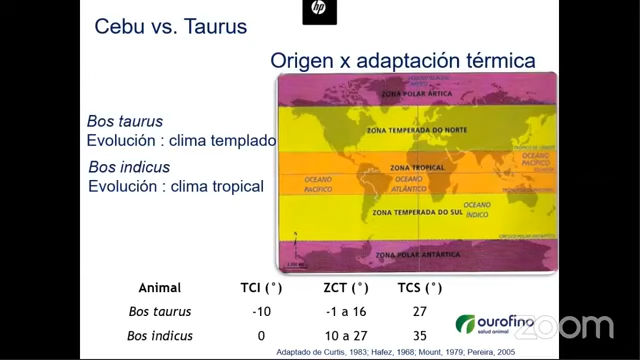 hp
Cebu vs. Taurus
Origen x adaptación térmica
Bos taurus
Evolución : clima templado
Bos indicus
Evolución : clima tropical
ZONA POLAR ÁRTICA
ZONA TEMPERADA DO NORTE
ZONA TROPICAL
OCEANO PACÍFICO
OCEANO PACÍFICO
OCEANO ATLÂNTICO
OCEANO ÍNDICO
ZONA TEMPERADA DO SUL
ZONA POLAR ANTÁRTICA
Animal TCI (°) ZCT (°) TCS (°)
Bos taurus -10 -1 a 16 27
Bos indicus 0 10 a 27 35
ourofino
salud animal
zoom
Adaptado de Curtis, 1983; Hafez, 1968; Mount, 1979; Pereira, 2005